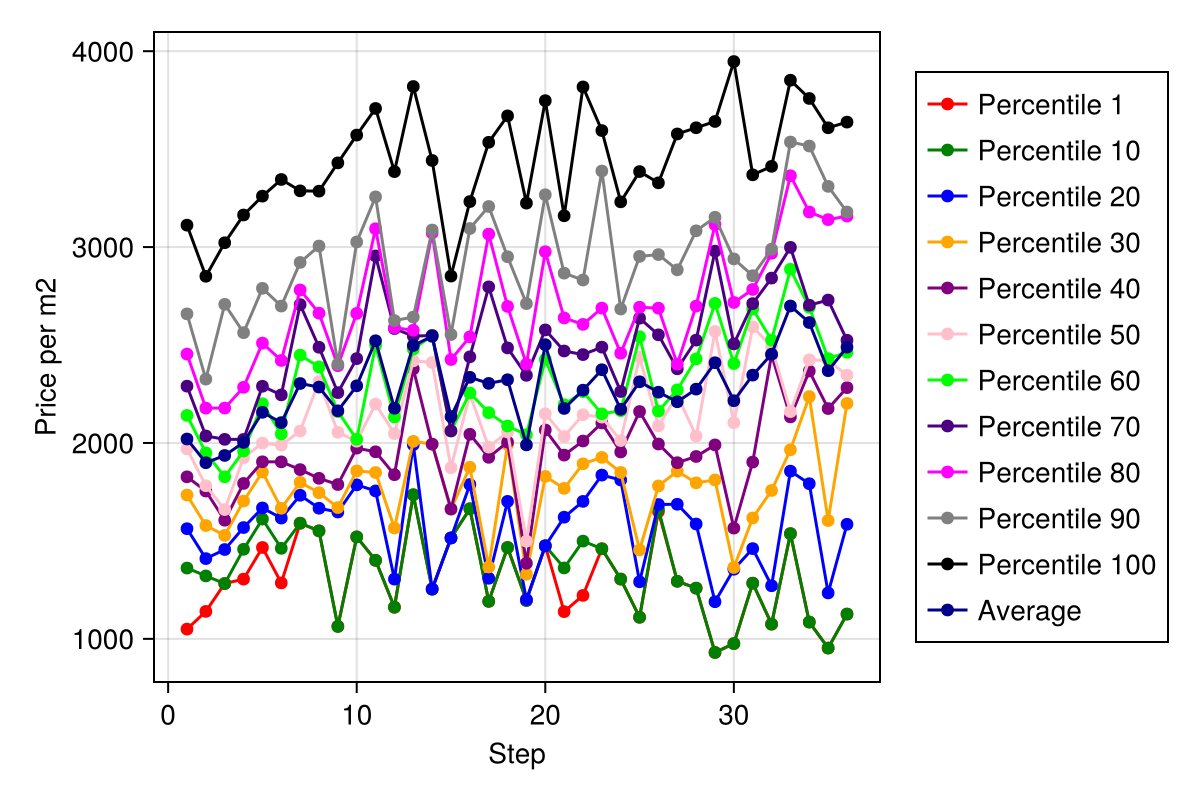 4000
3000
2000
1000
Price per m2
0
10
20
30
Step
Percentile 1
Percentile 10
Percentile 20
Percentile 30
Percentile 40
Percentile 50
Percentile 60
Percentile 70
Percentile 80
Percentile 90
Percentile 100
Average